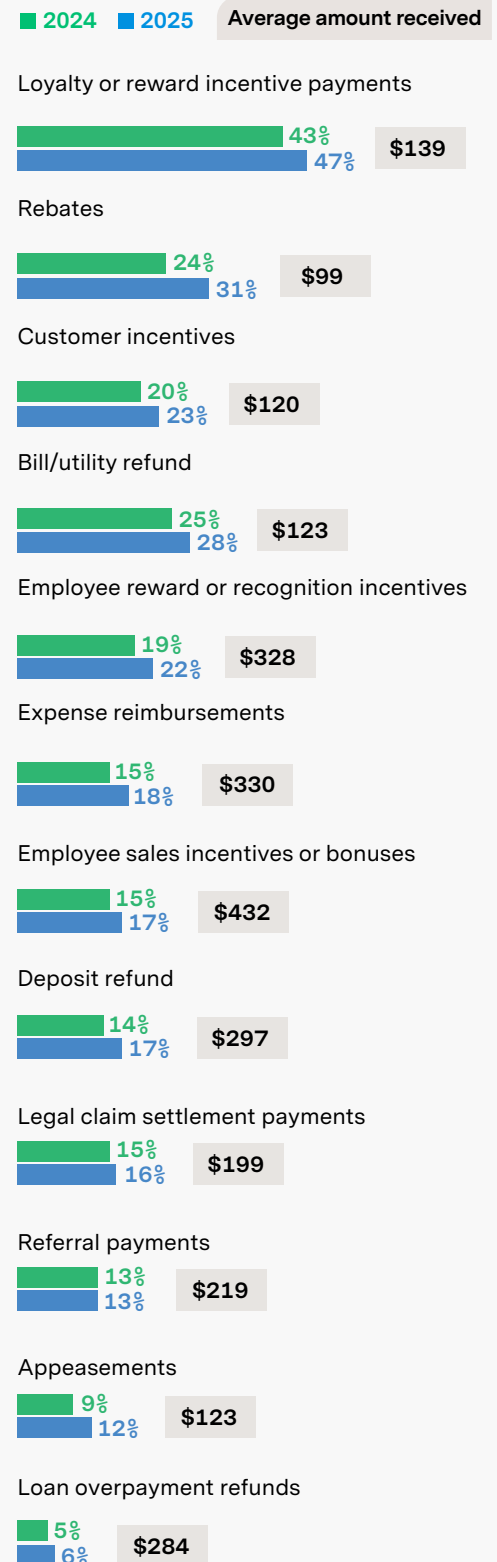 2024 2025 Average amount received
Loyalty or reward incentive payments
43%
47%
$139
Rebates
24%
31%
$99
Customer incentives
20%
23%
$120
Bill/utility refund
25%
28%
$123
Employee reward or recognition incentives
19%
22%
$328
Expense reimbursements
15%
18%
$330
Employee sales incentives or bonuses
15%
17%
$432
Deposit refund
14%
17%
$297
Legal claim settlement payments
15%
16%
$199
Referral payments
13%
13%
$219
Appeasements
9%
12%
$123
Loan overpayment refunds
5%
6%
$284